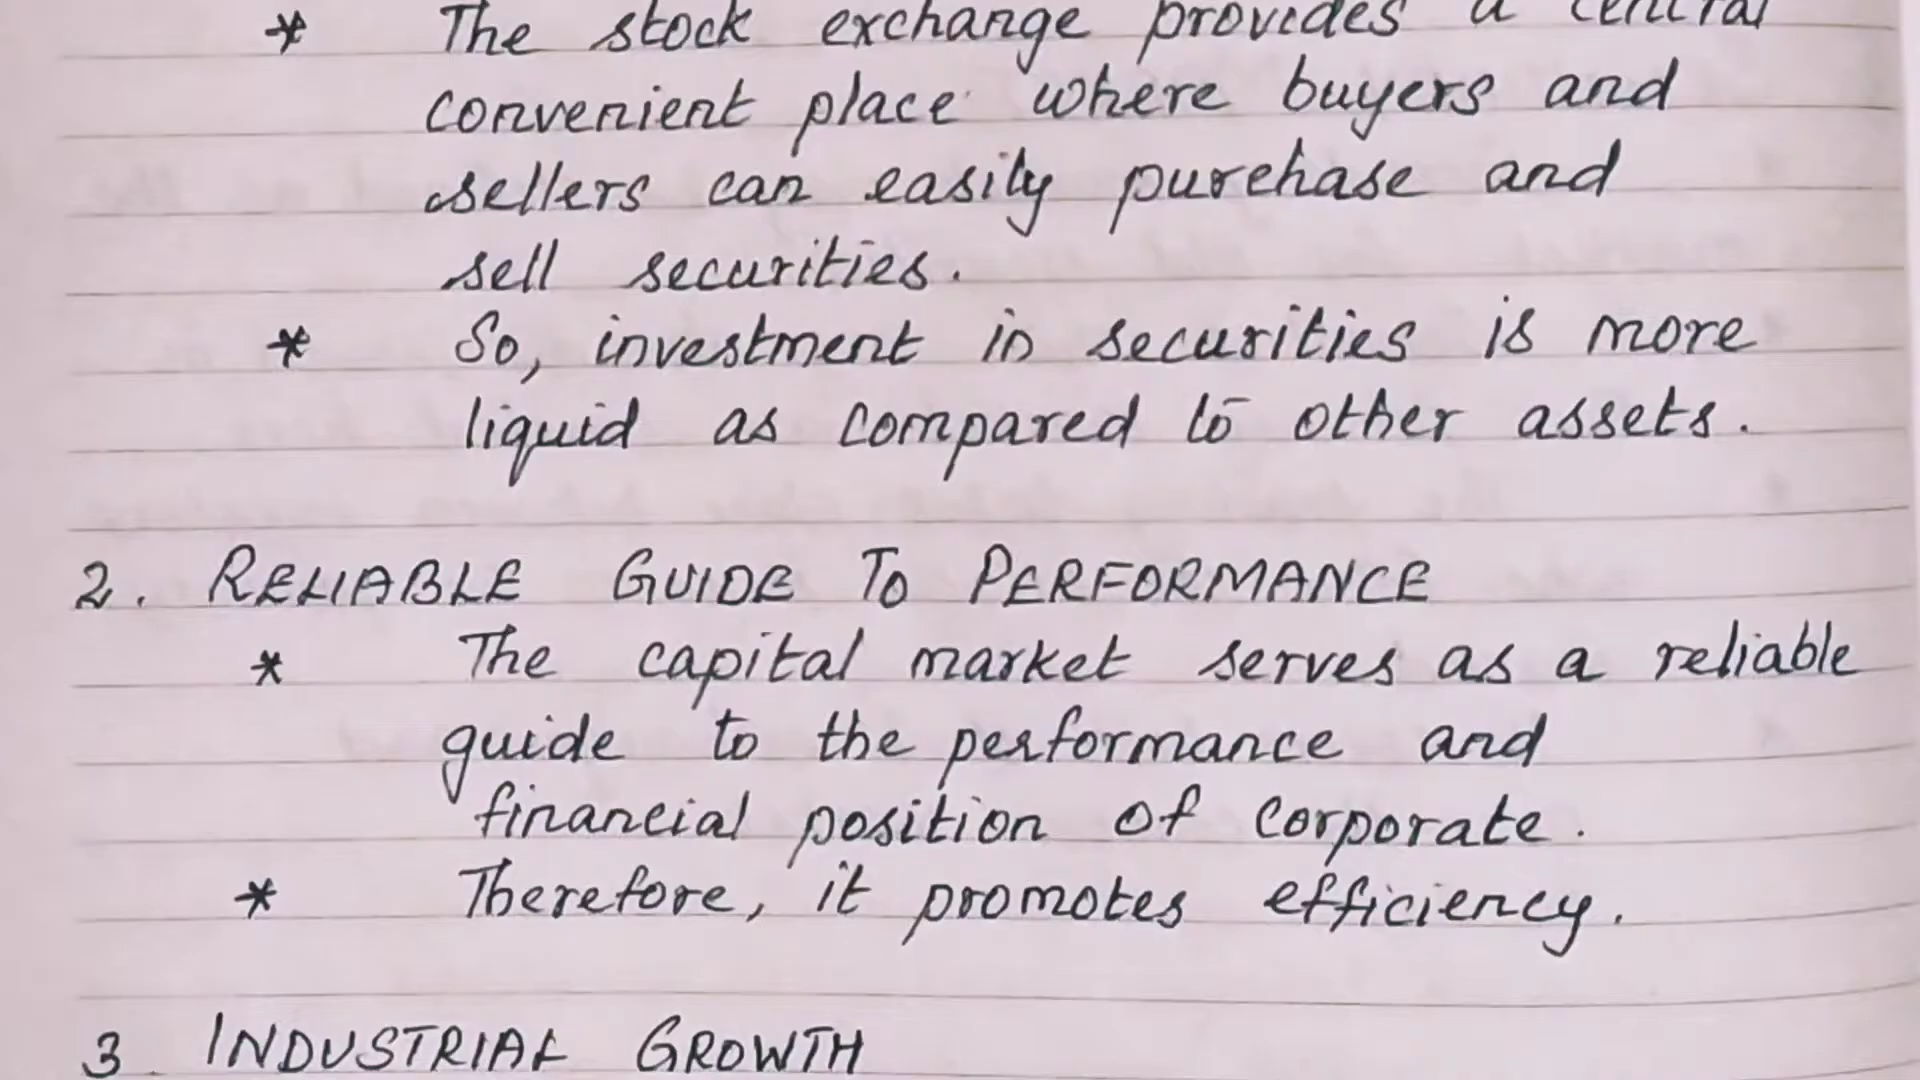 * The stock exchange provides a central
convenient place where buyers and
sellers can easily purchase and
sell securities.
* So, investment in securities is more
liquid as compared to other assets.
2. RELIABLE GUIDE TO PERFORMANCE
* The capital market serves as a reliable
guide to the performance and
financial position of corporate.
* Therefore, it promotes efficiency.
3. INDUSTRIAL GROWTH